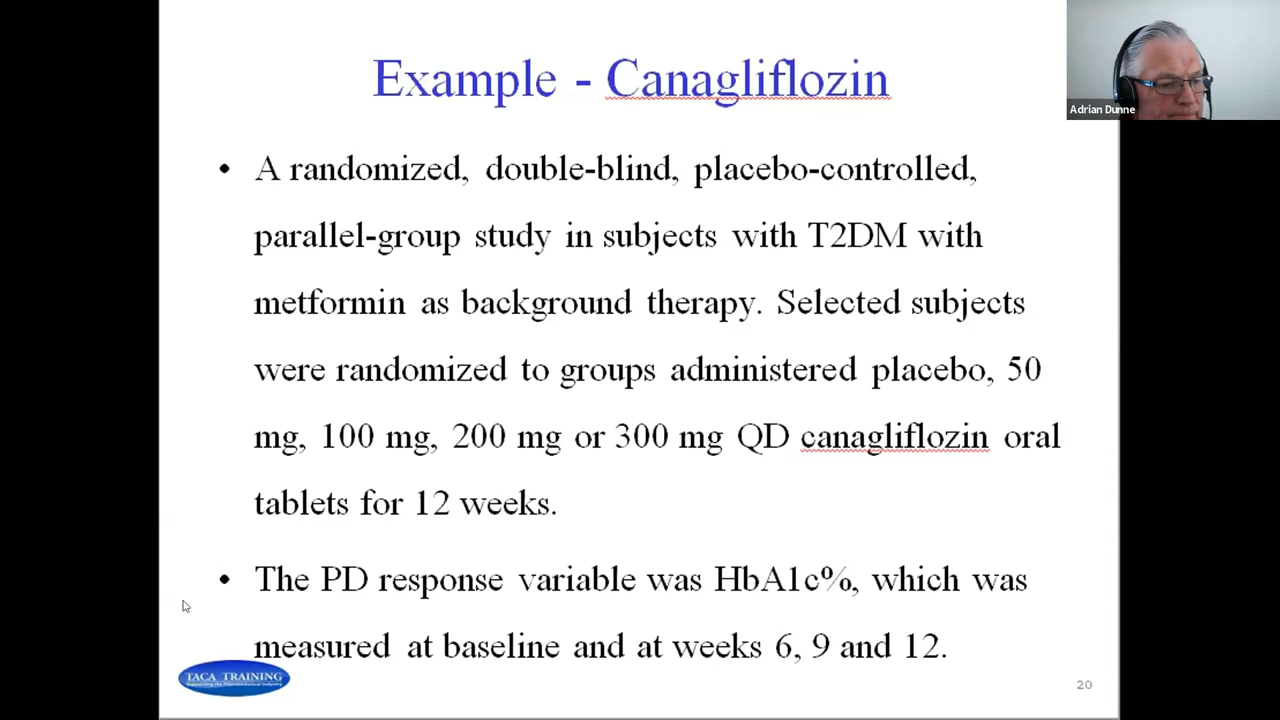 Example - Canagliflozin
Adrian Dunne
• A randomized, double-blind, placebo-controlled,
parallel-group study in subjects with T2DM with
metformin as background therapy. Selected subjects
were randomized to groups administered placebo, 50
mg, 100 mg, 200 mg or 300 mg QD canagliflozin oral
tablets for 12 weeks.
• The PD response variable was HbA1c%, which was
measured at baseline and at weeks 6, 9 and 12.
TACA TRAINING
20